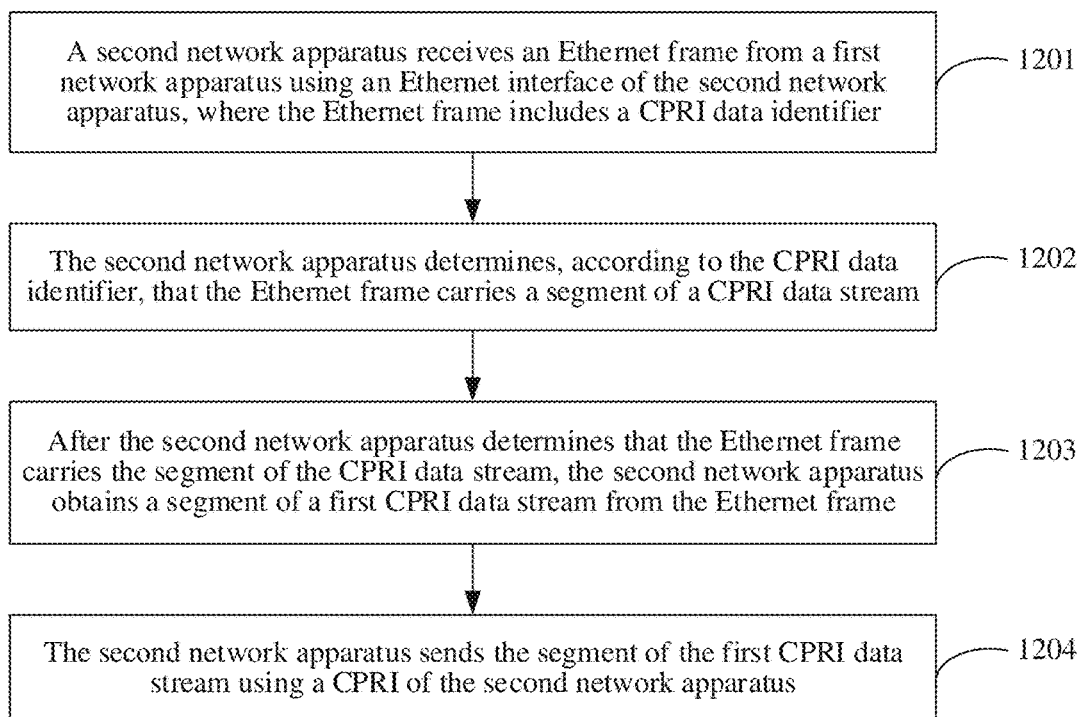 A second network apparatus receives an Ethernet frame from a first
network apparatus using an Ethernet interface of the second network
apparatus, where the Ethernet frame includes a CPRI data identifier
1201
The second network apparatus determines, according to the CPRI data
identifier, that the Ethernet frame carries a segment of a CPRI data stream
1202
After the second network apparatus determines that the Ethernet frame
carries the segment of the CPRI data stream, the second network apparatus
obtains a segment of a first CPRI data stream from the Ethernet frame
1203
The second network apparatus sends the segment of the first CPRI data
stream using a CPRI of the second network apparatus
1204